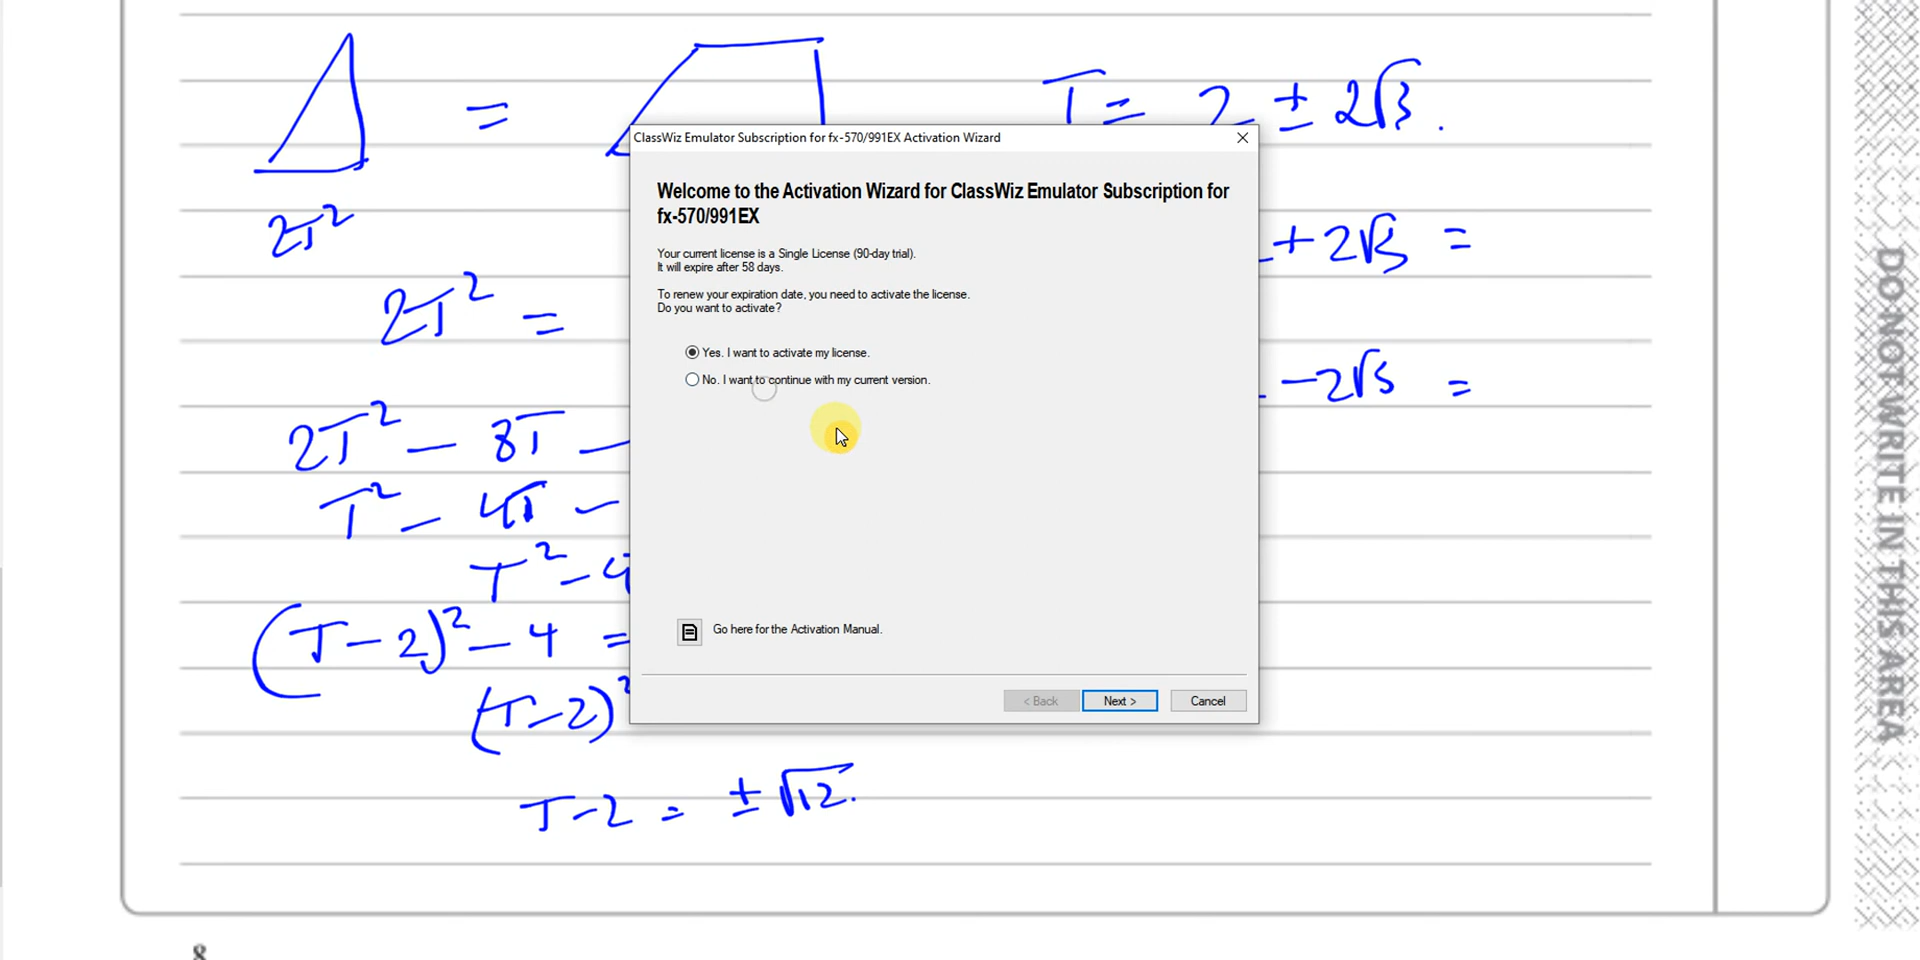 =
T = 2 ± 2√3.
ClassWiz Emulator Subscription for fx-570/991EX Activation Wizard
Welcome to the Activation Wizard for ClassWiz Emulator Subscription for
fx-570/991EX
2T²
+ 2√3 =
Your current license is a Single License (90-day trial).
It will expire after 58 days.
2T² =
To renew your expiration date, you need to activate the license.
Do you want to activate?
Yes. I want to activate my license.
No. I want to continue with my current version.
- 2√3 =
2T² - 8T -
T² - 4T -
T² - 4
(T - 2)² - 4 =
Go here for the Activation Manual.
(T - 2)²
< Back
Next >
Cancel
T - 2 = ± √12.
8
DO NOT WRITE IN THIS AREA